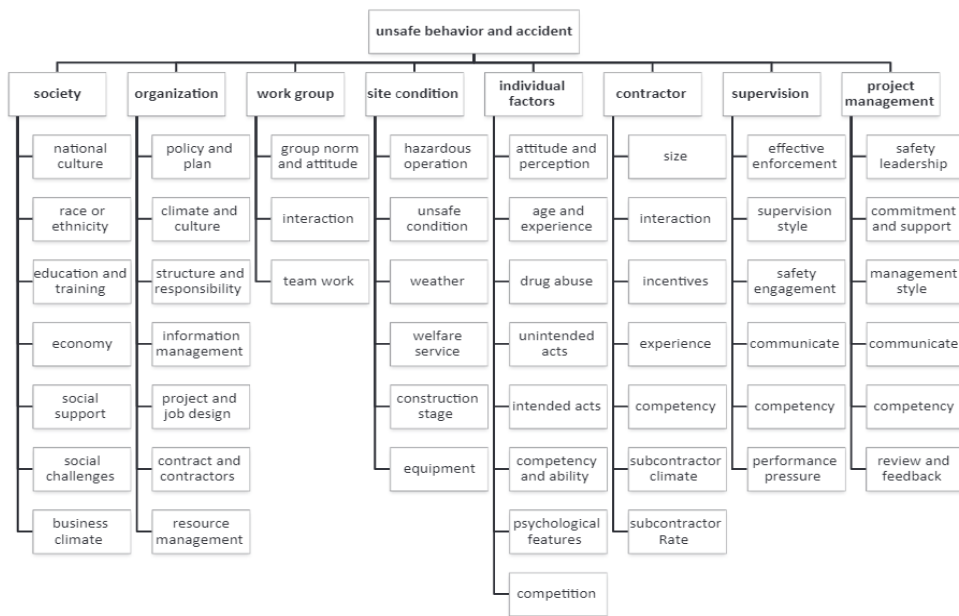 unsafe behavior and accident
society
organization
work group
site condition
individual
factors
contractor
supervision
project
management
national
culture
race or
ethnicity
education and
training
economy
social
support
social
challenges
business
climate
policy and
plan
climate and
culture
structure and
responsibility
information
management
project and
job design
contract and
contractors
resource
management
group norm
and attitude
interaction
team work
hazardous
operation
unsafe
condition
weather
welfare
service
construction
stage
equipment
attitude and
perception
age and
experience
drug abuse
unintended
acts
intended acts
competency
and ability
psychological
features
competition
size
interaction
incentives
experience
competency
subcontractor
climate
subcontractor
Rate
effective
enforcement
supervision
style
safety
engagement
communicate
competency
performance
pressure
safety
leadership
commitment
and support
management
style
communicate
competency
review and
feedback